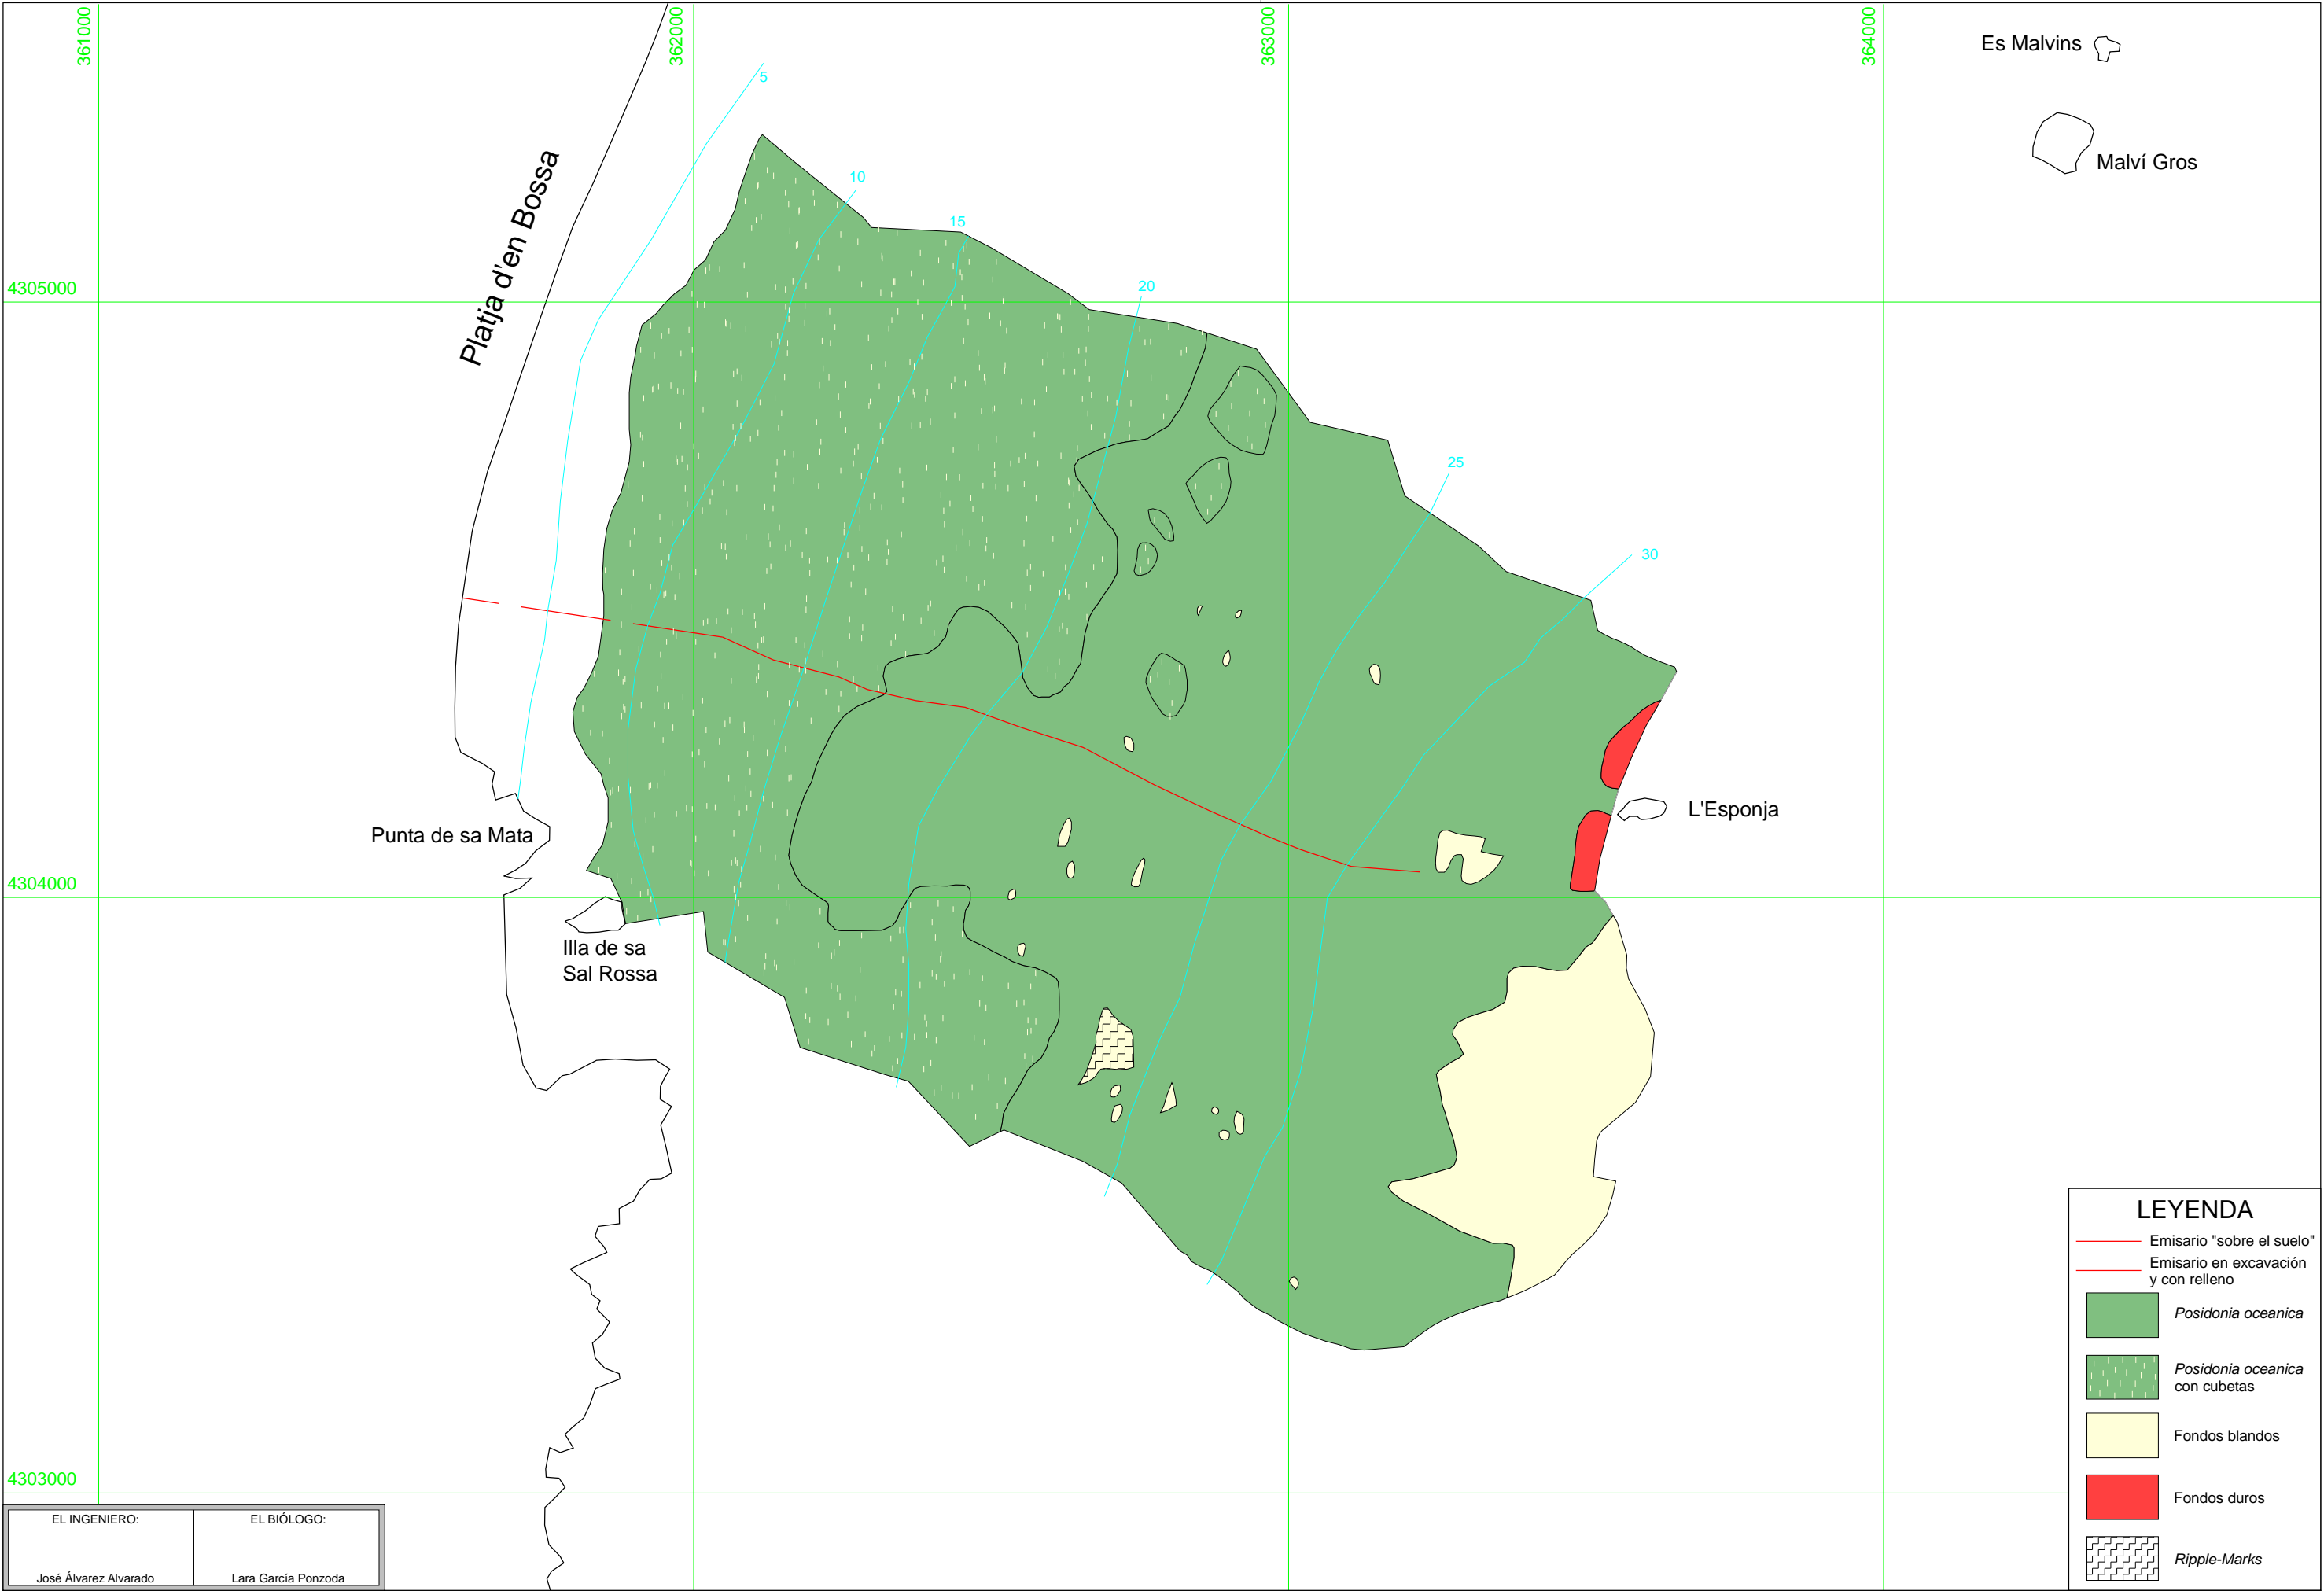 361000
362000
363000
364000
Es Malvins
5
Malví Gros
Platja d'en Bossa
10
15
20
4305000
25
30
L'Esponja
Punta de sa Mata
4304000
Illa de sa
Sal Rossa
LEYENDA
Emisario "sobre el suelo"
Emisario en excavación
y con relleno
Posidonia oceanica
Posidonia oceanica
con cubetas
Fondos blandos
Fondos duros
Ripple-Marks
4303000
EL INGENIERO:
José Álvarez Alvarado
EL BIÓLOGO:
Lara García Ponzoda